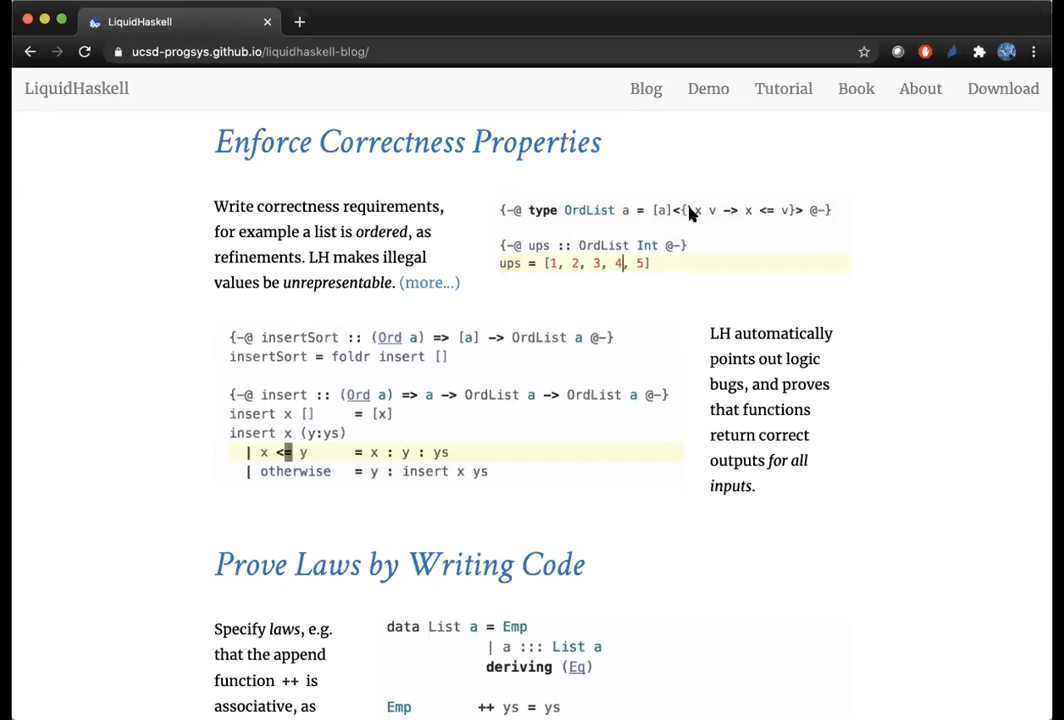 LiquidHaskell
ucsd-progsys.github.io/liquidhaskell-blog/
LiquidHaskell Blog Demo Tutorial Book About Download
Enforce Correctness Properties
Write correctness requirements,
for example a list is ordered, as
refinements. LH makes illegal
values be unrepresentable. (more...)
{-@ type OrdList a = [a]<{\x v -> x <= v}> @-}
{-@ ups :: OrdList Int @-}
ups = [1, 2, 3, 4, 5]
{-@ insertSort :: (Ord a) => [a] -> OrdList a @-}
insertSort = foldr insert []
{-@ insert :: (Ord a) => a -> OrdList a -> OrdList a @-}
insert x [] = [x]
insert x (y:ys)
| x <= y = x : y : ys
| otherwise = y : insert x ys
LH automatically
points out logic
bugs, and proves
that functions
return correct
outputs for all
inputs.
Prove Laws by Writing Code
Specify laws, e.g.
that the append
function ++ is
associative, as
data List a = Emp
| a ::: List a
deriving (Eq)
Emp ++ ys = ys